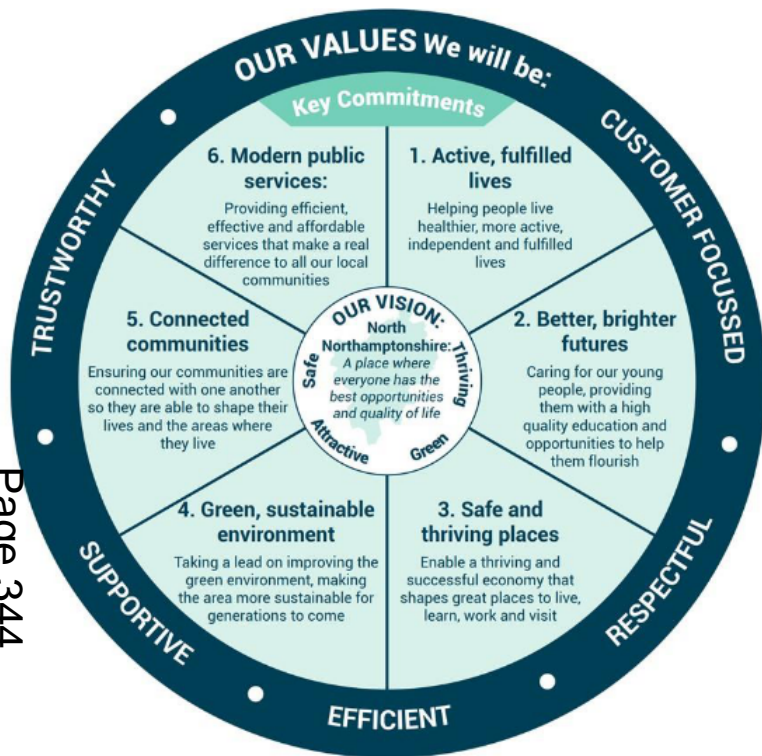 OUR VALUES We will be:
CUSTOMER FOCUSSED
RESPECTFUL
EFFICIENT
SUPPORTIVE
TRUSTWORTHY
Key Commitments
1. Active, fulfilled
lives
Helping people live
healthier, more active,
independent and fulfilled
lives
2. Better, brighter
futures
Caring for our young
people, providing
them with a high
quality education and
opportunities to help
them flourish
3. Safe and
thriving places
Enable a thriving and
successful economy that
shapes great places to live,
learn, work and visit
4. Green, sustainable
environment
Taking a lead on improving the
green environment, making
the area more sustainable for
generations to come
5. Connected
communities
Ensuring our communities are
connected with one another
so they are able to shape their
lives and the areas where
they live
6. Modern public
services:
Providing efficient,
effective and affordable
services that make a real
difference to all our local
communities
OUR VISION:
North
Northamptonshire:
A place where
everyone has the
best opportunities
and quality of life
Safe
Thriving
Green
Attractive
Page 344